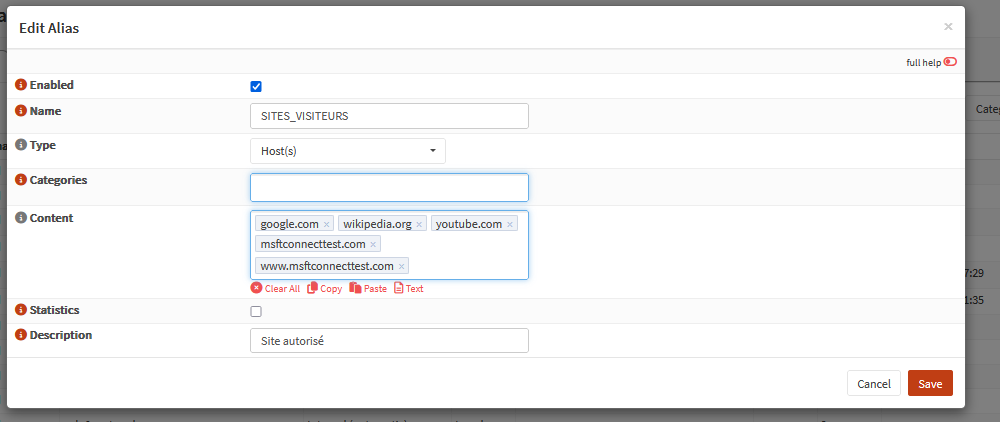 Edit Alias
×
full help
Enabled
Name
SITES_VISITEURS
Type
Host(s)
Categories
Content
google.com × wikipedia.org × youtube.com ×
msftconnecttest.com ×
www.msftconnecttest.com ×
Clear All Copy Paste Text
Statistics
Description
Site autorisé
Cancel Save
Categ
7:29
1:35